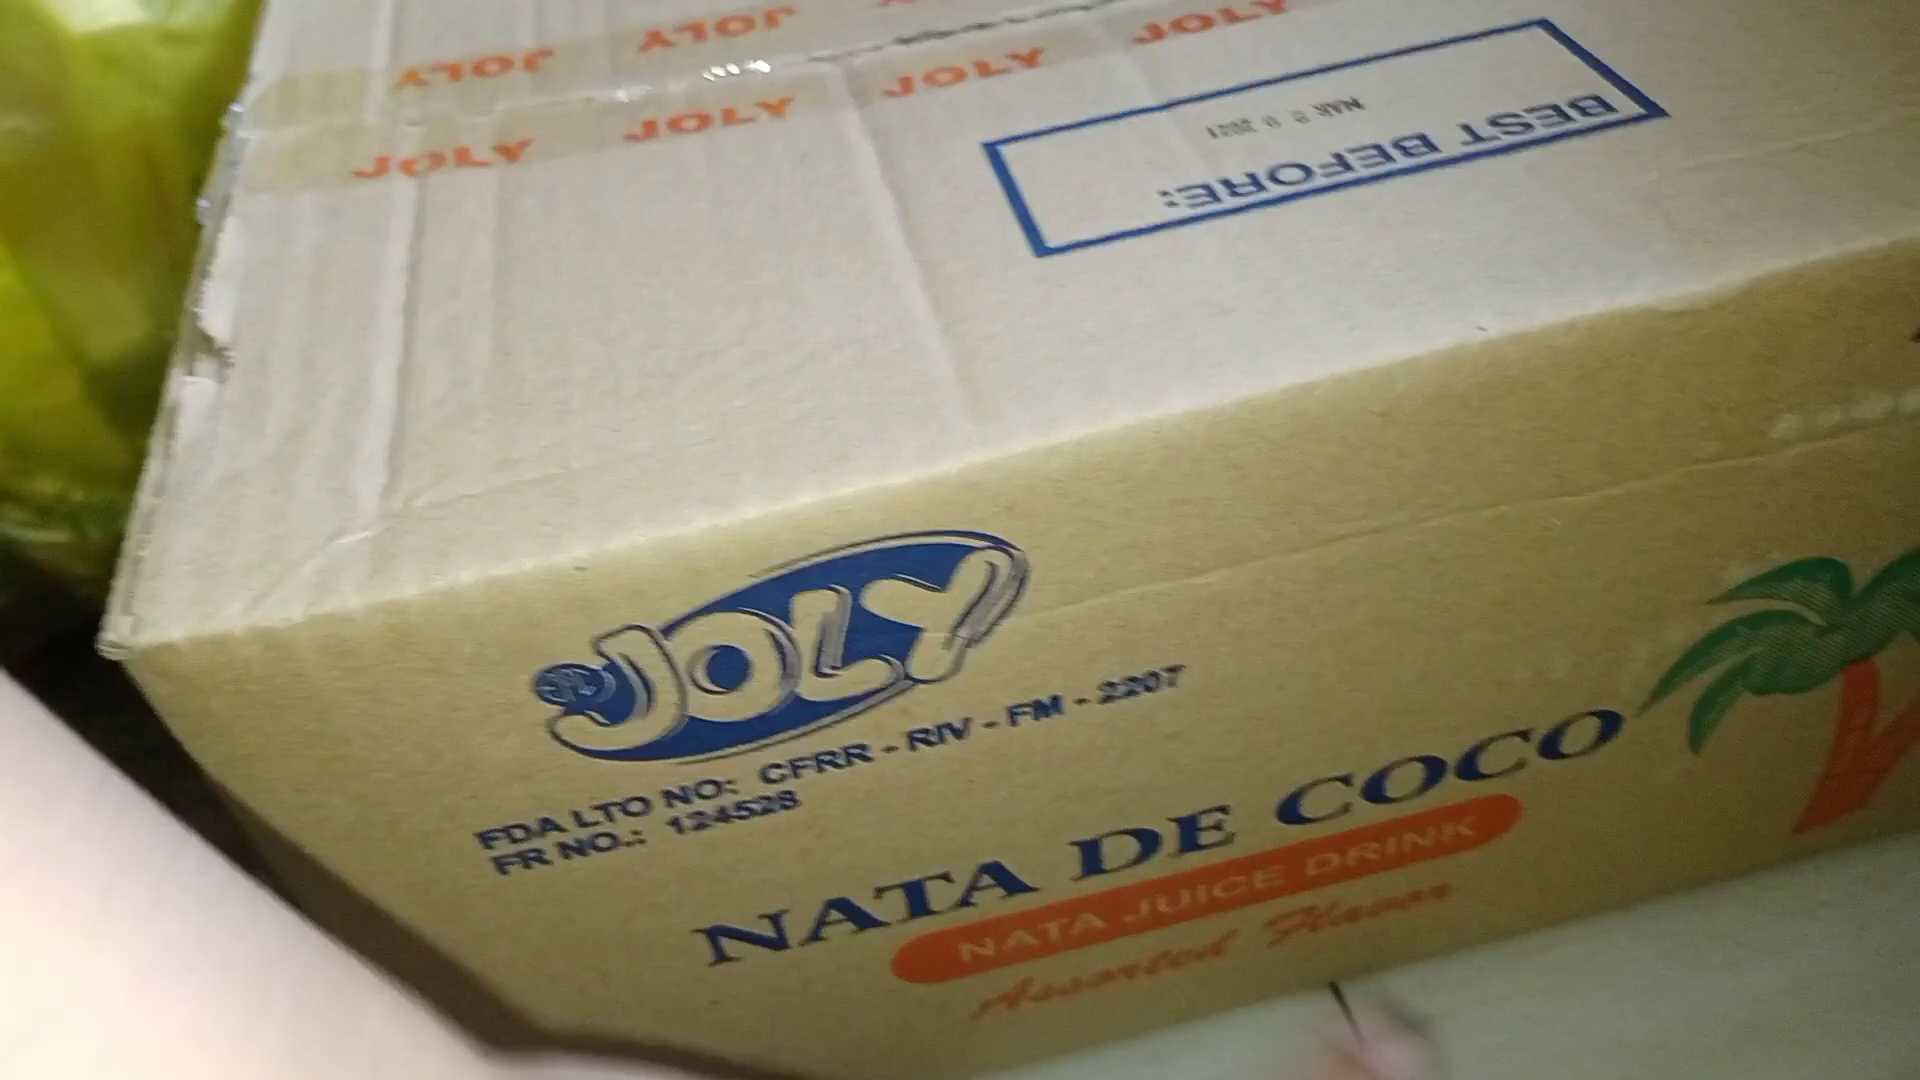 JOLY JOLY
JOLY JOLY JOLY JOLY
BEST BEFORE:
JOLY
FDA LTO NO: CFRR - RIV - FM - 2207
FR NO.: 124528
NATA DE COCO
NATA JUICE DRINK
Assorted Flavor